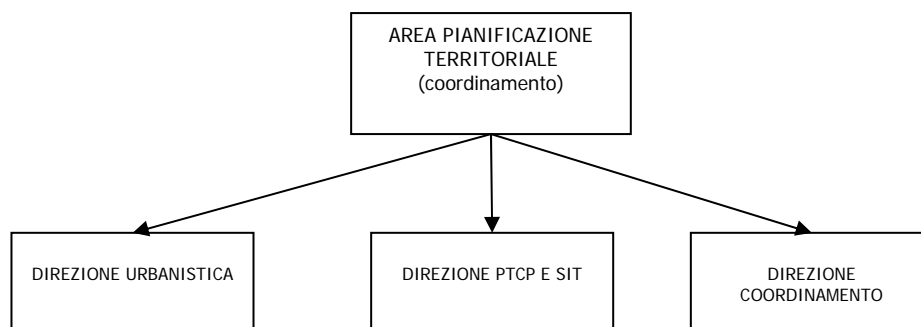 AREA PIANIFICAZIONE
TERRITORIALE
(coordinamento)
DIREZIONE URBANISTICA
DIREZIONE PTCP E SIT
DIREZIONE
COORDINAMENTO